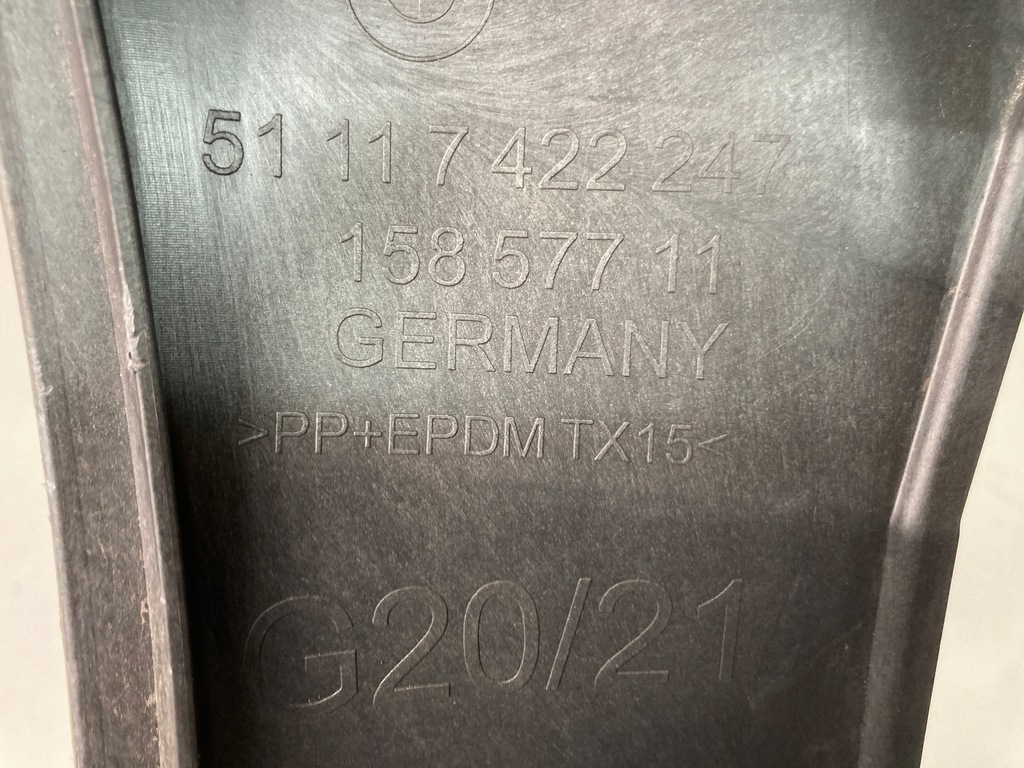 51 11 7 422 247
158 577 11
GERMANY
>PP+EPDM TX15<
G20/21